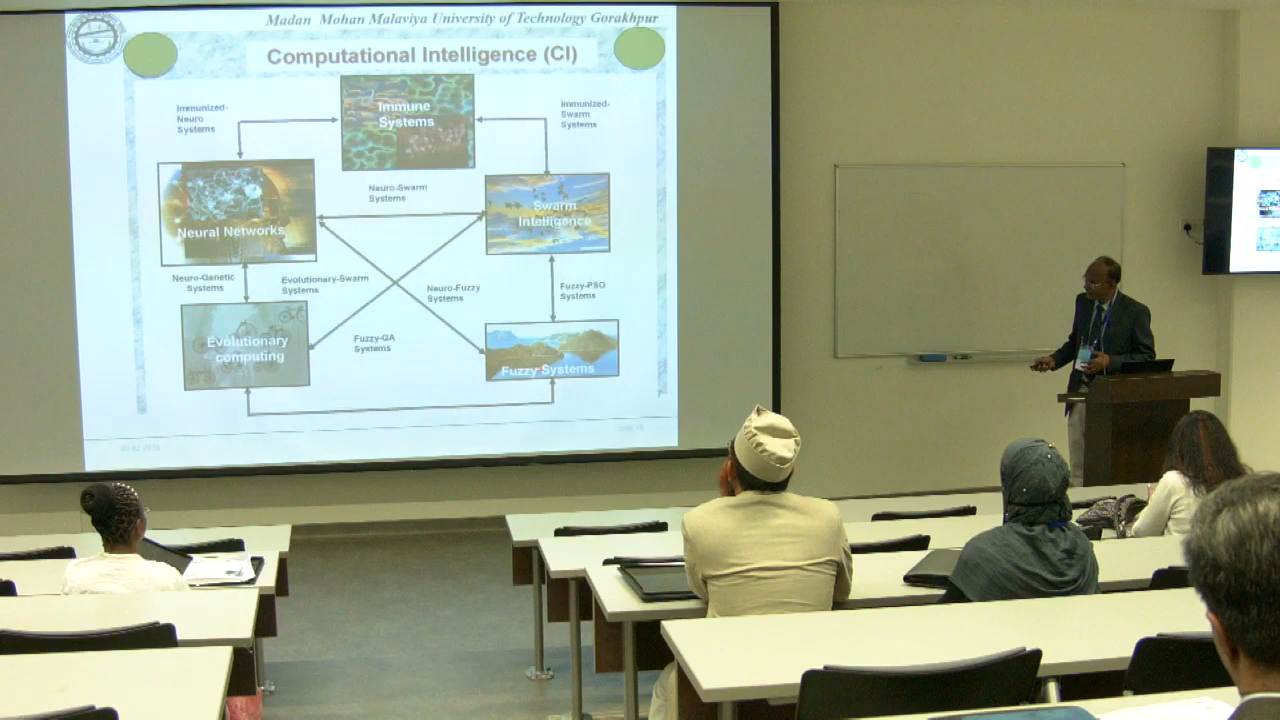 Madan Mohan Malaviya University of Technology Gorakhpur
Computational Intelligence (CI)
Immunized-
Neuro
Systems
Immune
Systems
Immunized-
Swarm
Systems
Neuro-Swarm
Systems
Neural Networks
Swarm
Intelligence
Neuro-Genetic
Systems
Evolutionary-Swarm
Systems
Neuro-Fuzzy
Systems
Fuzzy-PSO
Systems
Evolutionary
computing
Fuzzy-GA
Systems
Fuzzy Systems